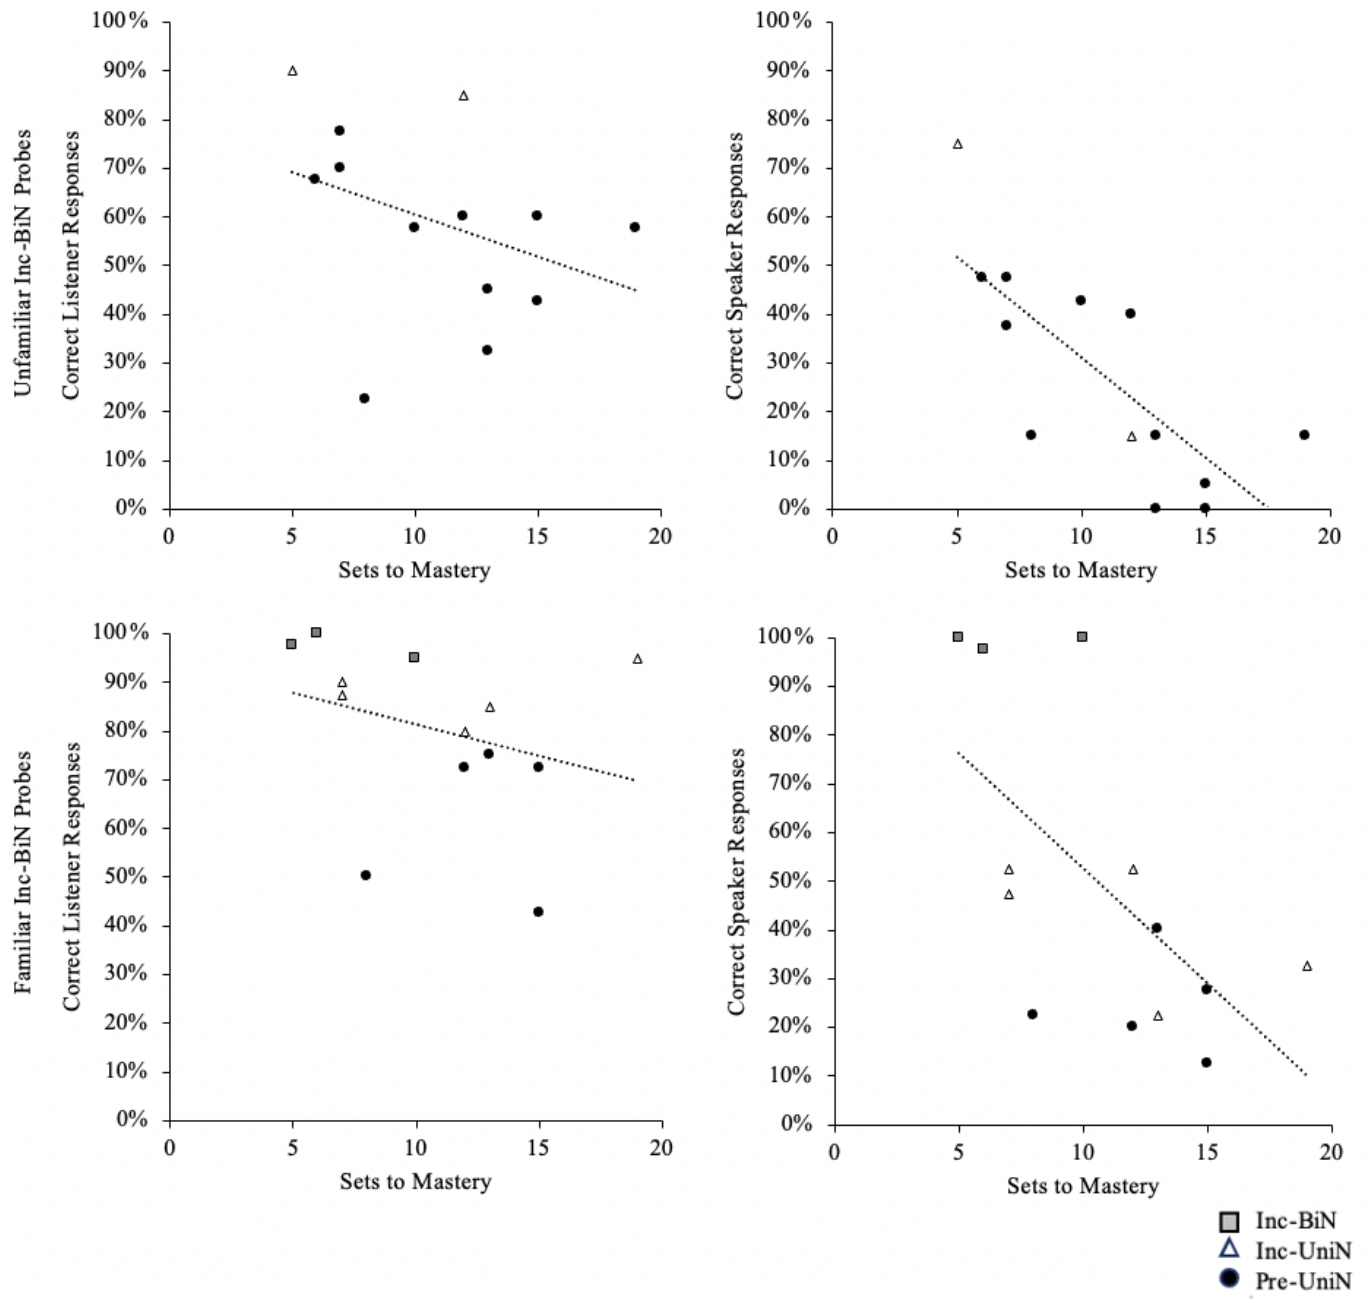 Unfamiliar Inc-BiN Probes
Correct Listener Responses
100%
90%
80%
70%
60%
50%
40%
30%
20%
10%
0%
0 5 10 15 20
Sets to Mastery
Correct Speaker Responses
100%
90%
80%
70%
60%
50%
40%
30%
20%
10%
0%
0 5 10 15 20
Sets to Mastery
Familiar Inc-BiN Probes
Correct Listener Responses
100%
90%
80%
70%
60%
50%
40%
30%
20%
10%
0%
0 5 10 15 20
Sets to Mastery
Correct Speaker Responses
100%
90%
80%
70%
60%
50%
40%
30%
20%
10%
0%
0 5 10 15 20
Sets to Mastery
Inc-BiN
Inc-UniN
Pre-UniN